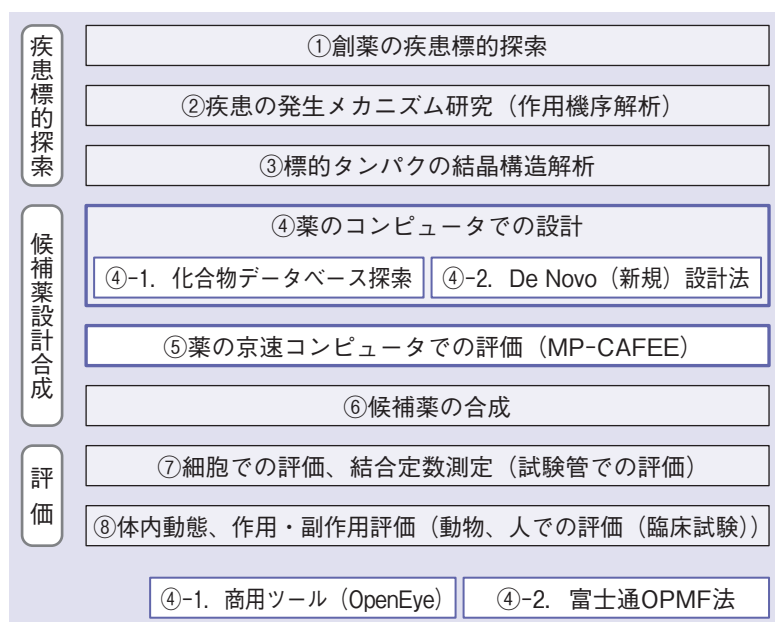 疾患標的探索
①創薬の疾患標的探索
②疾患の発生メカニズム研究（作用機序解析）
③標的タンパクの結晶構造解析
候補薬設計合成
④薬のコンピュータでの設計
④-1. 化合物データベース探索
④-2. De Novo（新規）設計法
⑤薬の京速コンピュータでの評価（MP-CAFEE）
⑥候補薬の合成
評価
⑦細胞での評価、結合定数測定（試験管での評価）
⑧体内動態、作用・副作用評価（動物、人での評価（臨床試験））
④-1. 商用ツール（OpenEye）
④-2. 富士通OPMF法